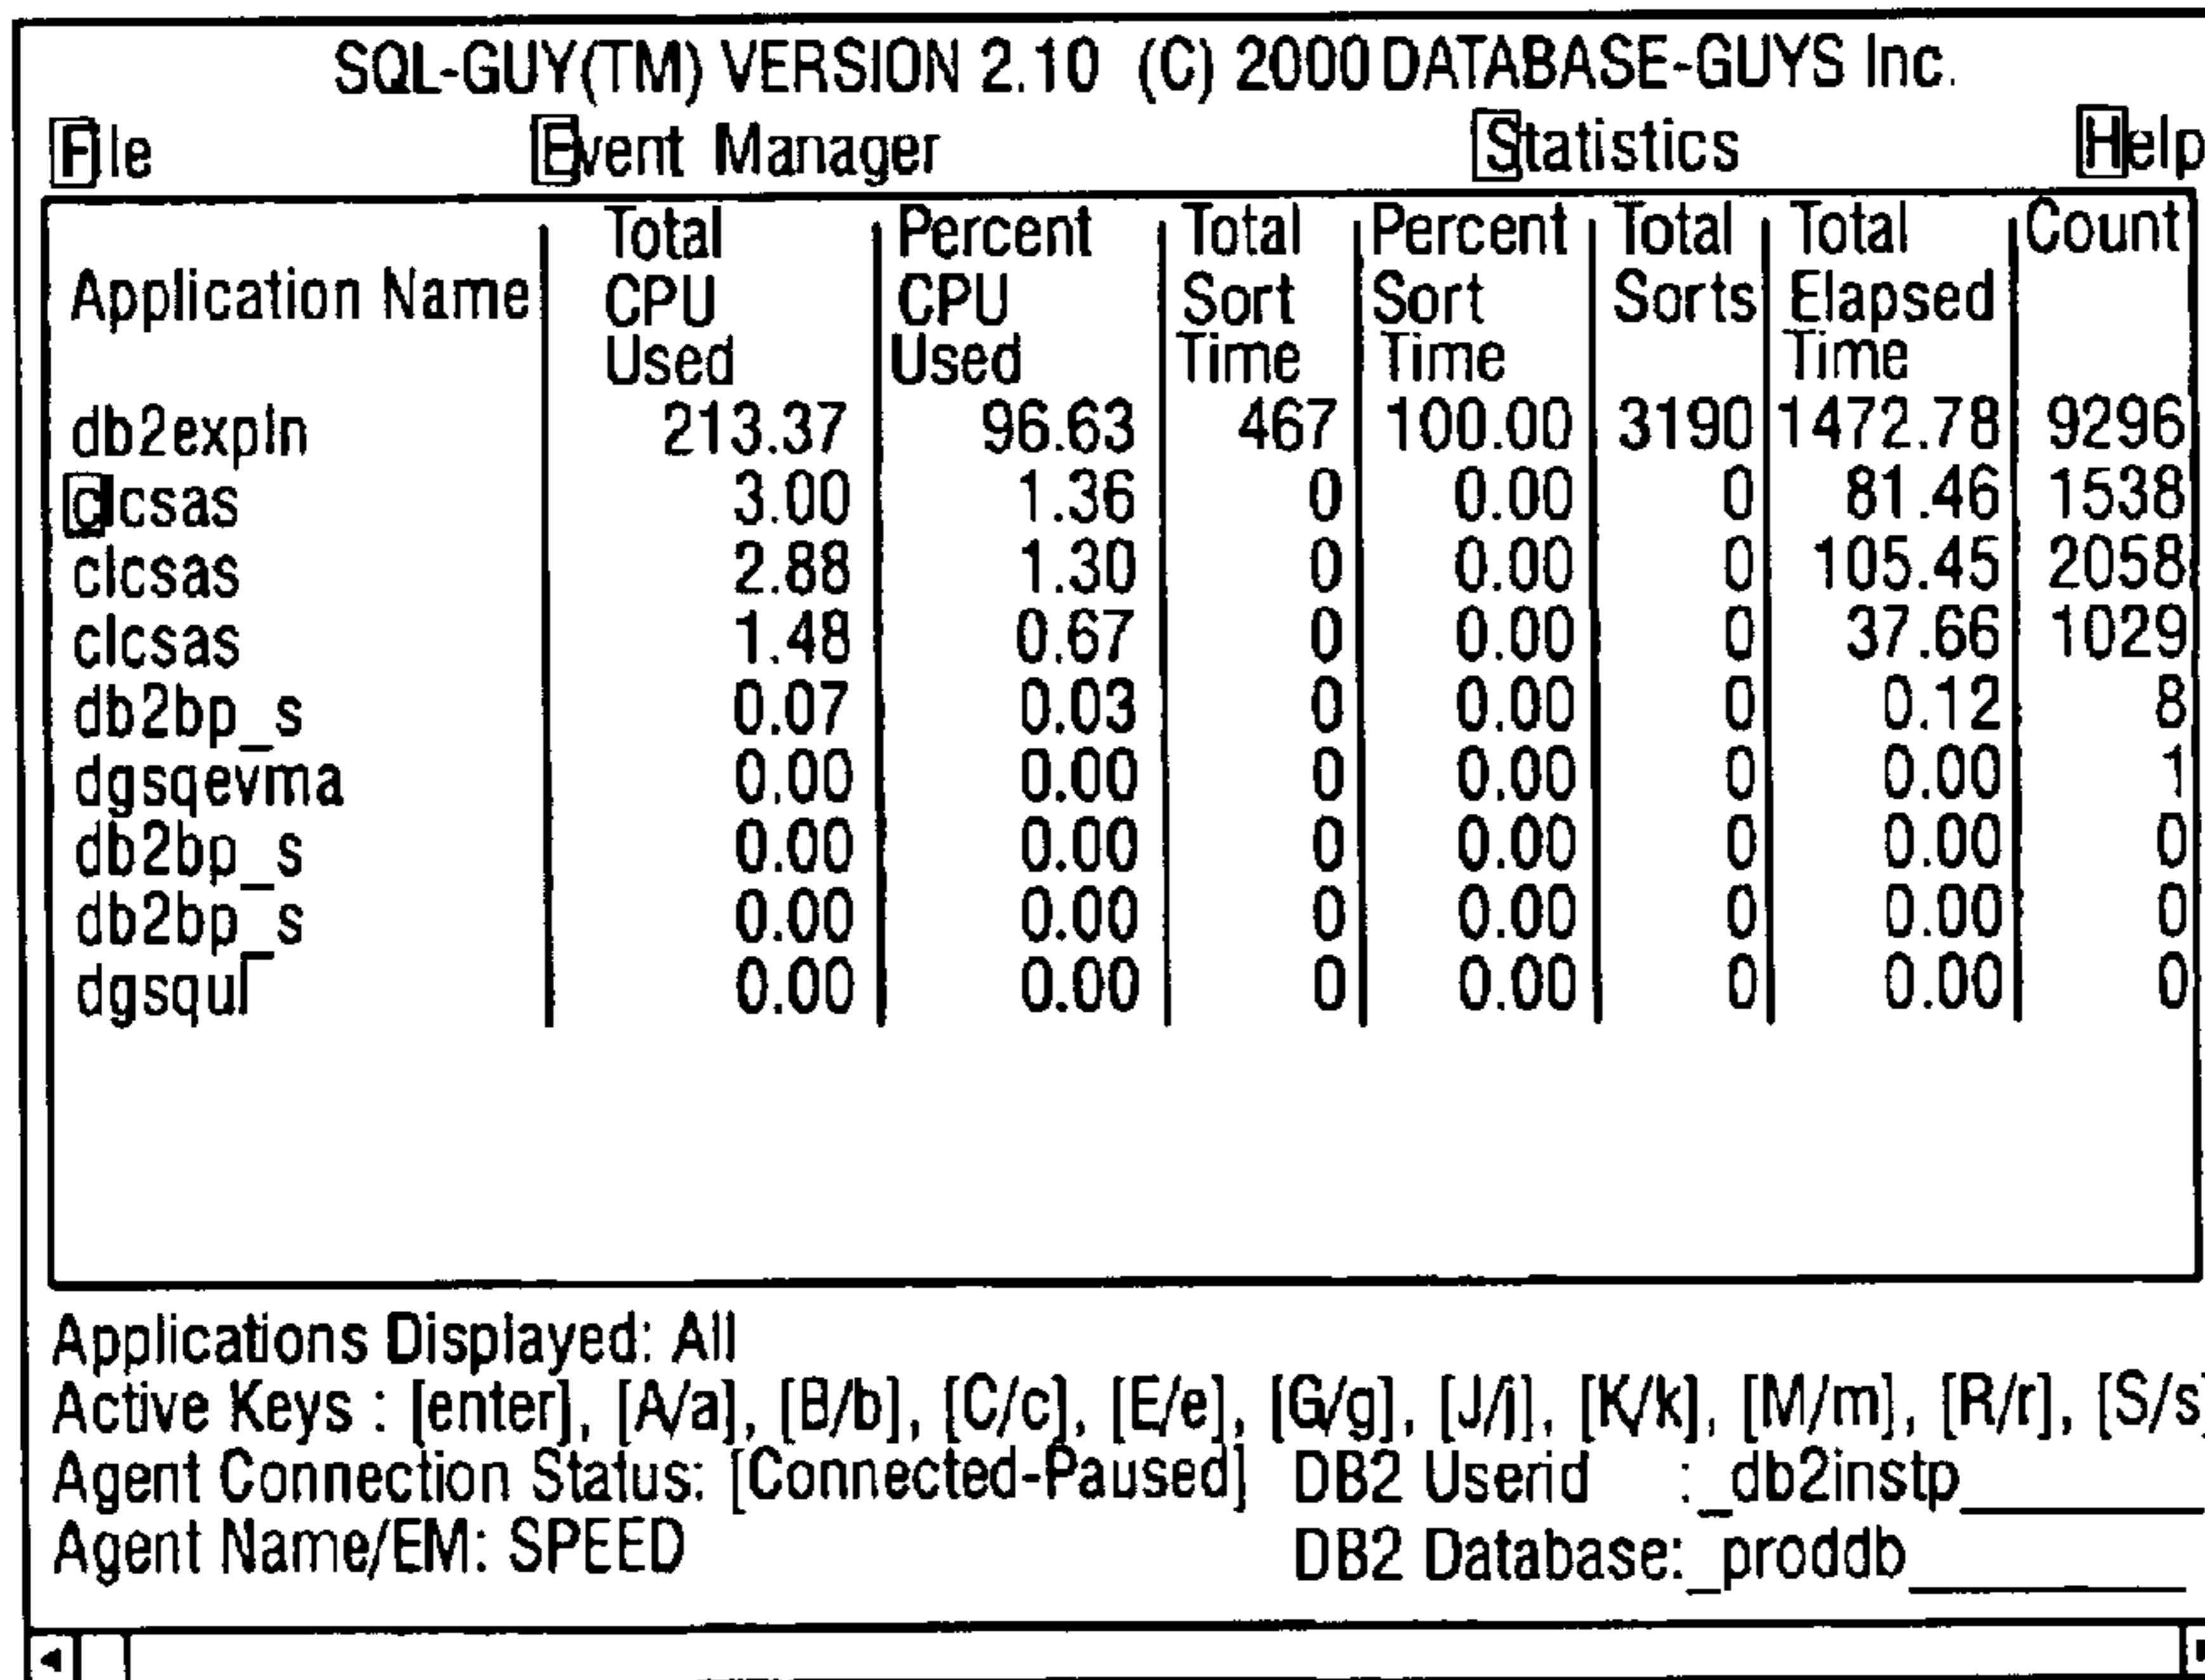 SQL-GUY(TM) VERSION 2.10 (C) 2000 DATABASE-GUYS Inc.
File Event Manager Statistics Help
Total Percent Total Percent Total Total Count
Application Name CPU CPU Sort Sort Sorts Elapsed
Used Used Time Time Time
db2expln 213.37 96.63 467 100.00 3190 1472.78 9296
clcsas 3.00 1.36 0 0.00 0 81.46 1538
clcsas 2.88 1.30 0 0.00 0 105.45 2058
clcsas 1.48 0.67 0 0.00 0 37.66 1029
db2bp_s 0.07 0.03 0 0.00 0 0.12 8
dgsqevma 0.00 0.00 0 0.00 0 0.00 1
db2bp_s 0.00 0.00 0 0.00 0 0.00 0
db2bp_s 0.00 0.00 0 0.00 0 0.00 0
dgsqul 0.00 0.00 0 0.00 0 0.00 0
Applications Displayed: All
Active Keys : [enter], [A/a], [B/b], [C/c], [E/e], [G/g], [J/j], [K/k], [M/m], [R/r], [S/s]
Agent Connection Status: [Connected-Paused] DB2 Userid :_db2instp________
Agent Name/EM: SPEED DB2 Database:_proddb________